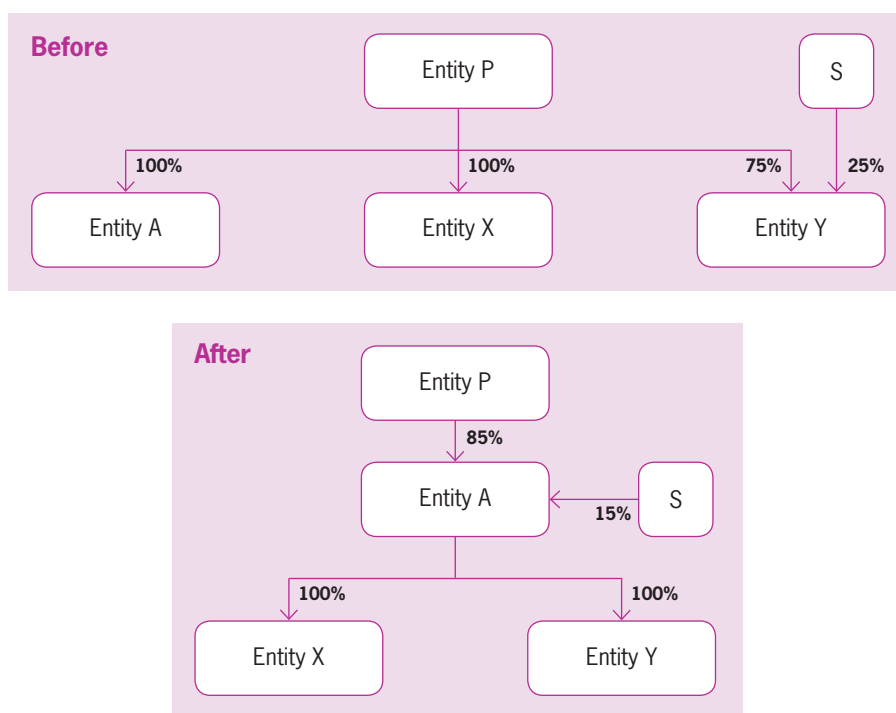 Before
Entity P
S
100%
100%
75%
25%
Entity A
Entity X
Entity Y
After
Entity P
85%
Entity A
S
15%
100%
100%
Entity X
Entity Y